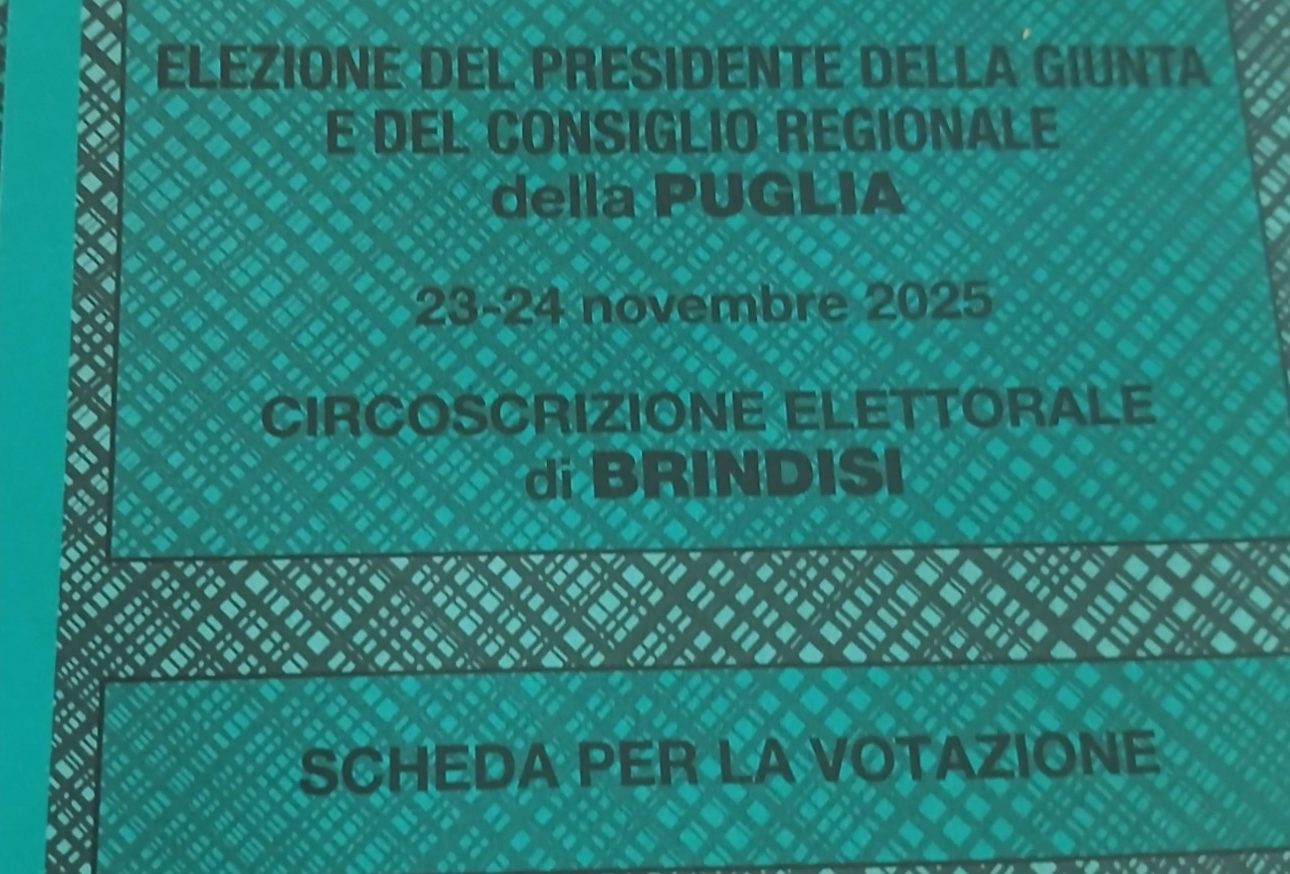 ELEZIONE DEL PRESIDENTE DELLA GIUNTA
E DEL CONSIGLIO REGIONALE
della PUGLIA
23-24 novembre 2025
CIRCOSCRIZIONE ELETTORALE
di BRINDISI
SCHEDA PER LA VOTAZIONE